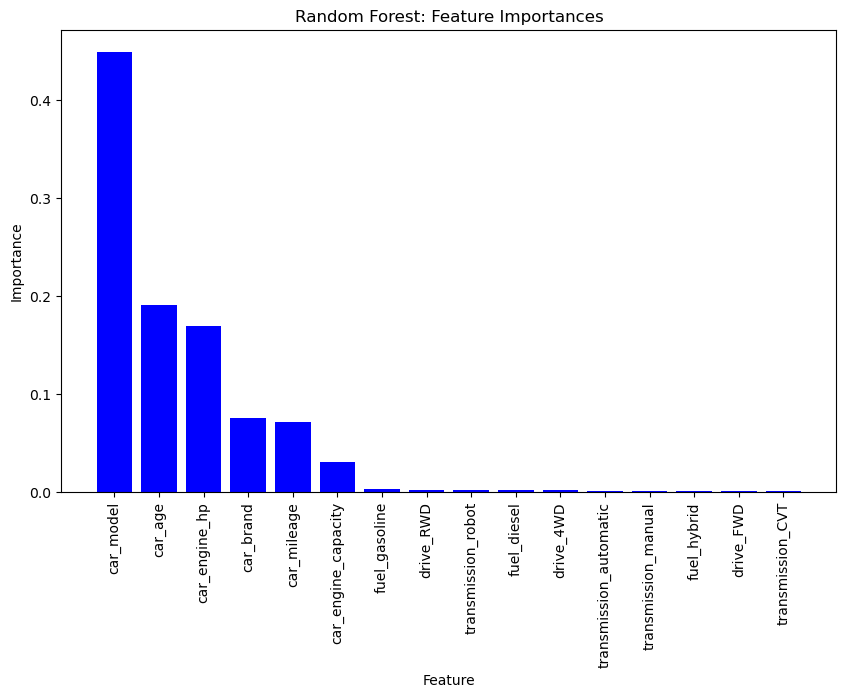 Random Forest: Feature Importances
Importance
0.4
0.3
0.2
0.1
0.0
car_model
car_age
car_engine_hp
car_brand
car_mileage
car_engine_capacity
fuel_gasoline
drive_RWD
transmission_robot
fuel_diesel
drive_4WD
transmission_automatic
transmission_manual
fuel_hybrid
drive_FWD
transmission_CVT
Feature